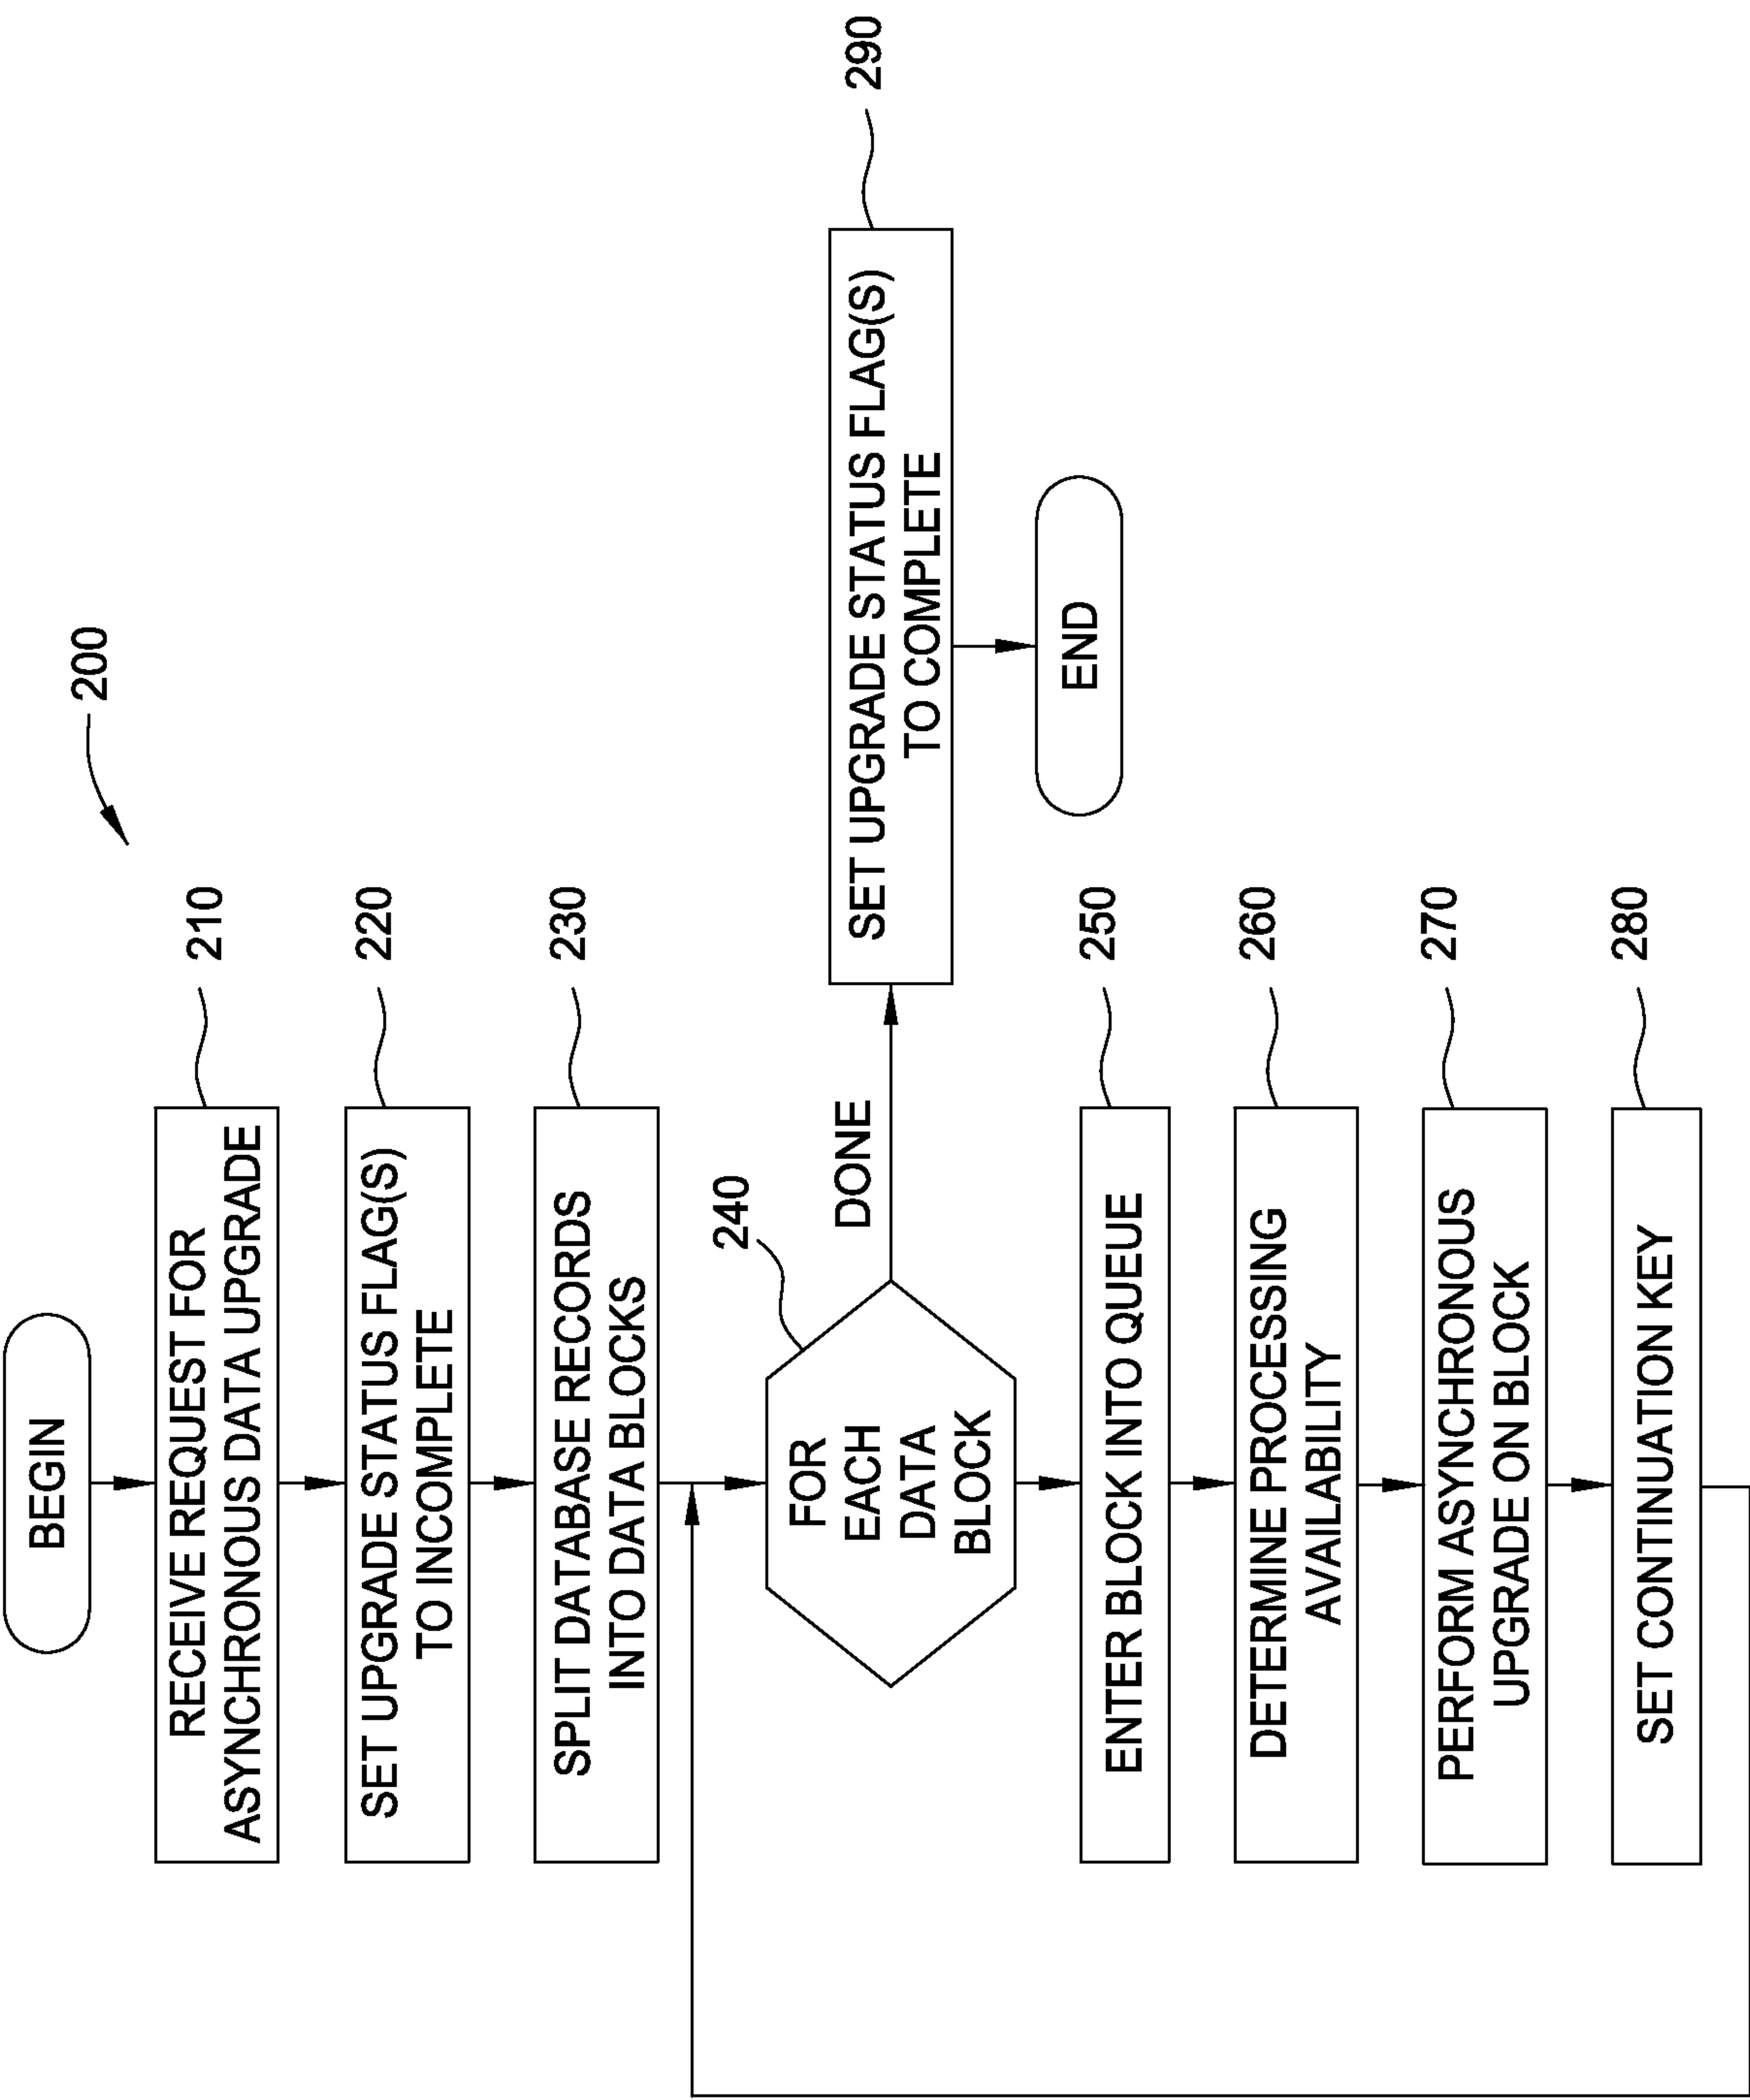 200
BEGIN
RECEIVE REQUEST FOR
ASYNCHRONOUS DATA UPGRADE
210
SET UPGRADE STATUS FLAG(S)
TO INCOMPLETE
220
SPLIT DATABASE RECORDS
INTO DATA BLOCKS
230
FOR
EACH
DATA
BLOCK
240
DONE
SET UPGRADE STATUS FLAG(S)
TO COMPLETE
290
END
ENTER BLOCK INTO QUEUE
250
DETERMINE PROCESSING
AVAILABILITY
260
PERFORM ASYNCHRONOUS
UPGRADE ON BLOCK
270
SET CONTINUATION KEY
280